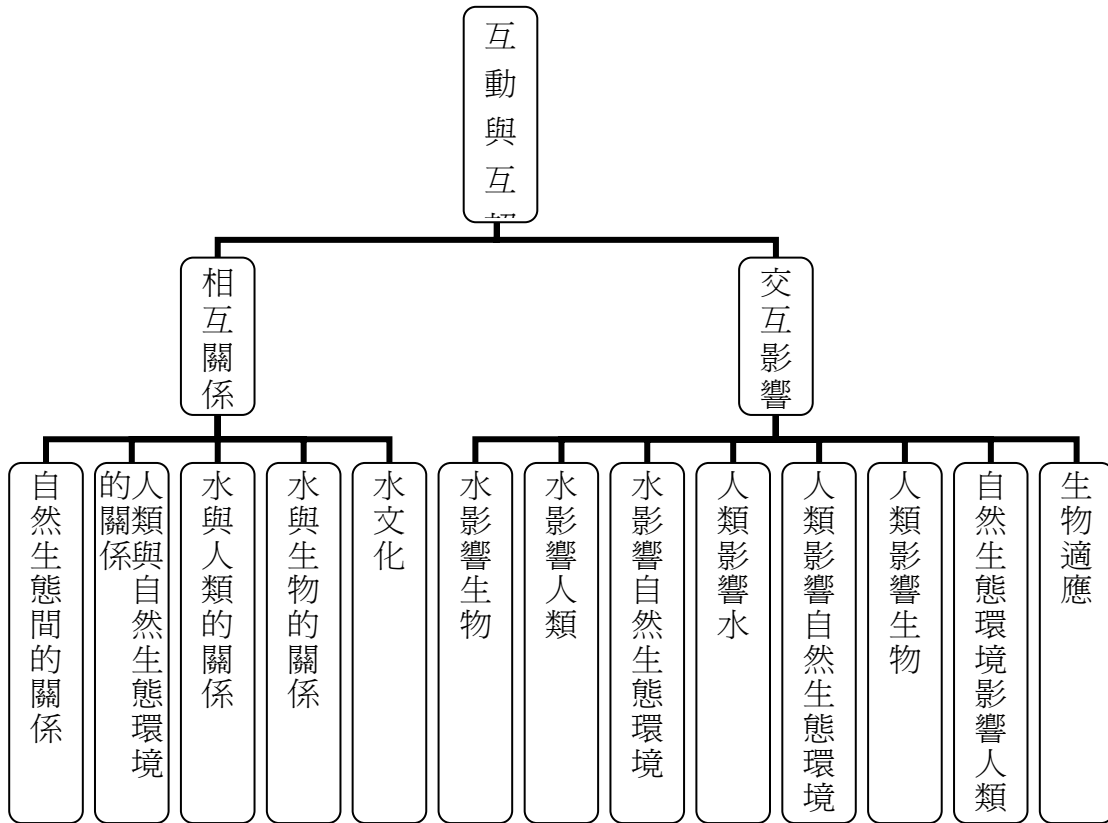 互動與互
相互關係
交互影響
自然生態間的關係
人類與自然生態環境
的關係
水與人類的關係
水與生物的關係
水文化
水影響生物
水影響人類
水影響自然生態環境
人類影響水
人類影響自然生態環境
人類影響生物
自然生態環境影響人類
生物適應